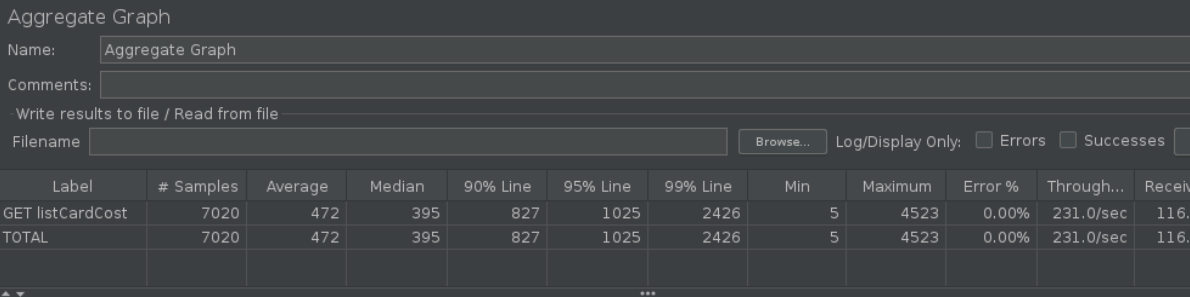 Aggregate Graph
Name: Aggregate Graph
Comments:
Write results to file / Read from file
Filename Browse... Log/Display Only: Errors Successes
Label # Samples Average Median 90% Line 95% Line 99% Line Min Maximum Error % Through... Receiv
GET listCardCost 7020 472 395 827 1025 2426 5 4523 0.00% 231.0/sec 116.
TOTAL 7020 472 395 827 1025 2426 5 4523 0.00% 231.0/sec 116.